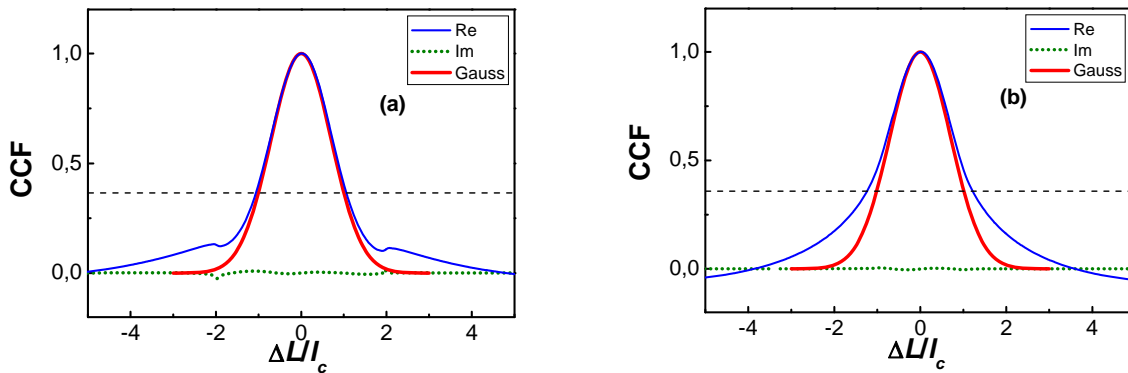 Re
Im
Gauss
(a)
1,0
0,5
0,0
CCF
-4 -2 0 2 4
ΔL/l_c
Re
Im
Gauss
(b)
1,0
0,5
0,0
CCF
-4 -2 0 2 4
ΔL/l_c